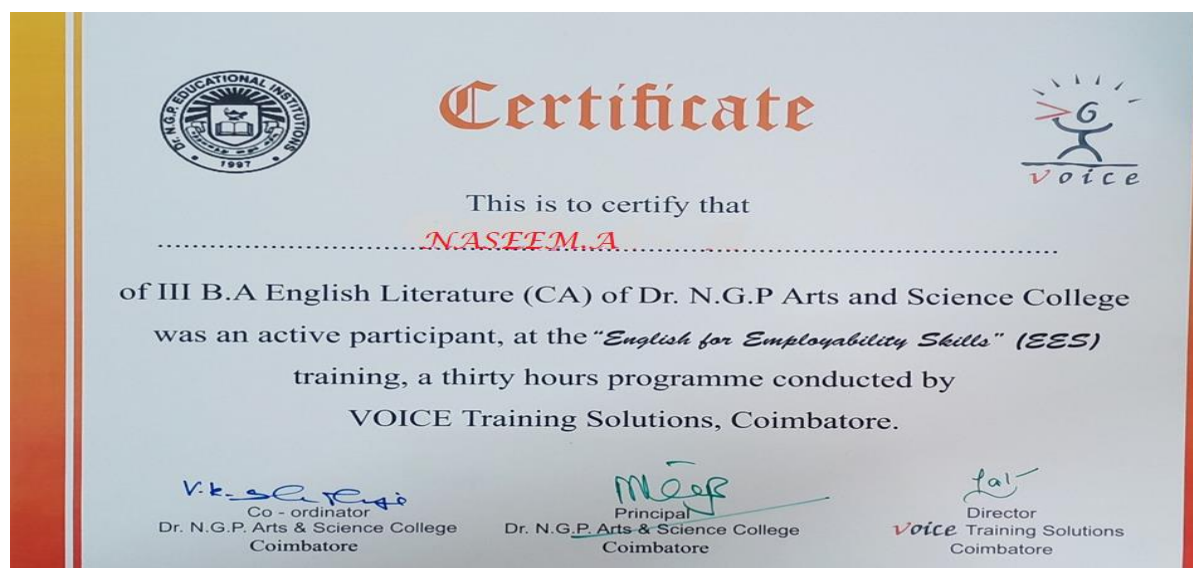 Dr. N.G.P. EDUCATIONAL INSTITUTIONS
1997
Certificate
voice
This is to certify that
NASEEM.A
of III B.A English Literature (CA) of Dr. N.G.P Arts and Science College
was an active participant, at the "English for Employability Skills" (EES)
training, a thirty hours programme conducted by
VOICE Training Solutions, Coimbatore.
Co - ordinator
Dr. N.G.P. Arts & Science College
Coimbatore
Principal
Dr. N.G.P. Arts & Science College
Coimbatore
Director
voice Training Solutions
Coimbatore